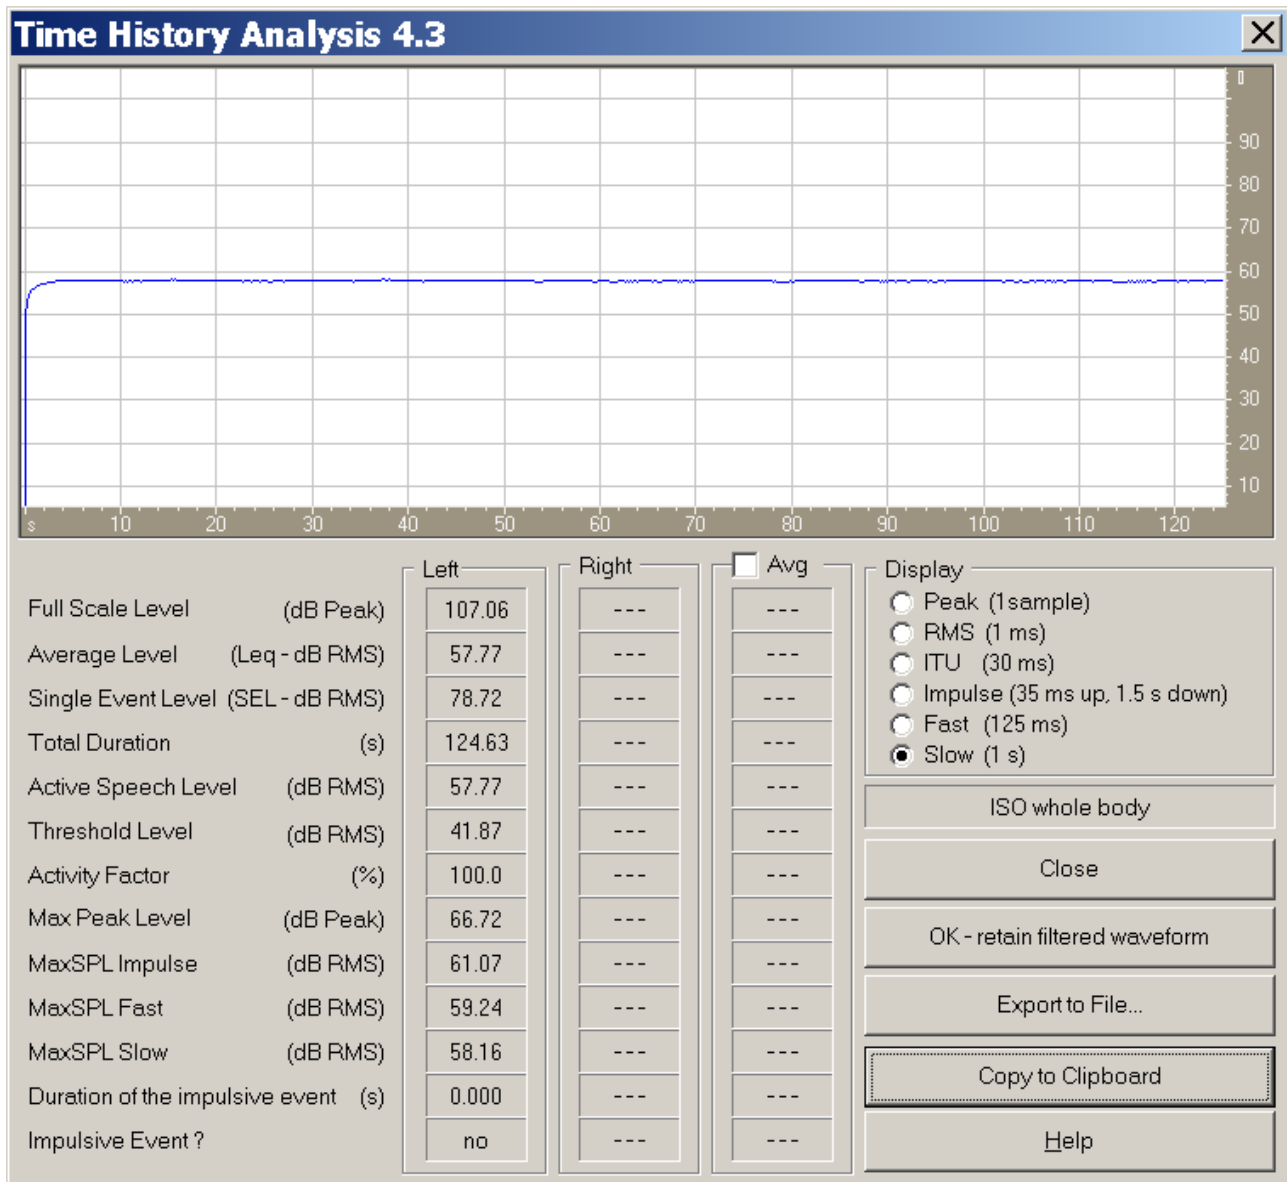 Time History Analysis 4.3
90
80
70
60
50
40
30
20
10
s 10 20 30 40 50 60 70 80 90 100 110 120
Left Right Avg
Full Scale Level (dB Peak) 107.06 --- ---
Average Level (Leq - dB RMS) 57.77 --- ---
Single Event Level (SEL - dB RMS) 78.72 --- ---
Total Duration (s) 124.63 --- ---
Active Speech Level (dB RMS) 57.77 --- ---
Threshold Level (dB RMS) 41.87 --- ---
Activity Factor (%) 100.0 --- ---
Max Peak Level (dB Peak) 66.72 --- ---
MaxSPL Impulse (dB RMS) 61.07 --- ---
MaxSPL Fast (dB RMS) 59.24 --- ---
MaxSPL Slow (dB RMS) 58.16 --- ---
Duration of the impulsive event (s) 0.000 --- ---
Impulsive Event ? no --- ---
Display
Peak (1sample)
RMS (1 ms)
ITU (30 ms)
Impulse (35 ms up, 1.5 s down)
Fast (125 ms)
Slow (1 s)
ISO whole body
Close
OK - retain filtered waveform
Export to File...
Copy to Clipboard
Help